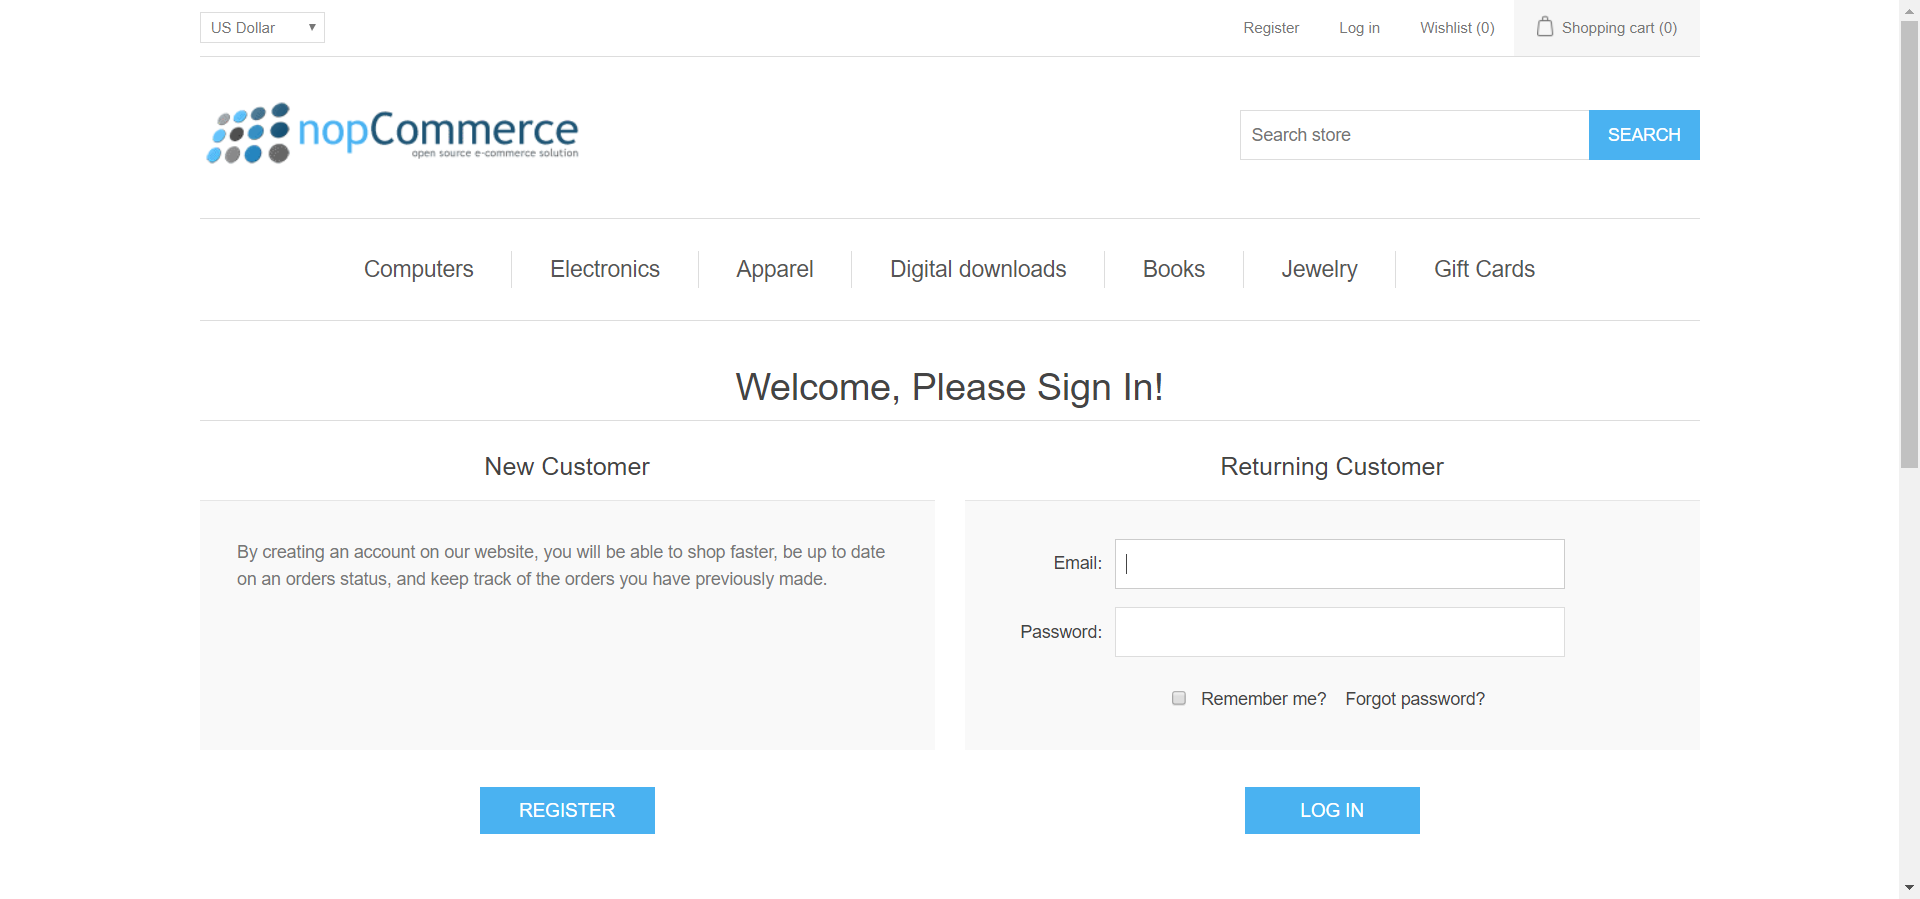 US Dollar
Register
Log in
Wishlist (0)
Shopping cart (0)
nopCommerce
open source e-commerce solution
Search store
SEARCH
Computers
Electronics
Apparel
Digital downloads
Books
Jewelry
Gift Cards
Welcome, Please Sign In!
New Customer
By creating an account on our website, you will be able to shop faster, be up to date
on an orders status, and keep track of the orders you have previously made.
REGISTER
Returning Customer
Email:
Password:
Remember me?
Forgot password?
LOG IN